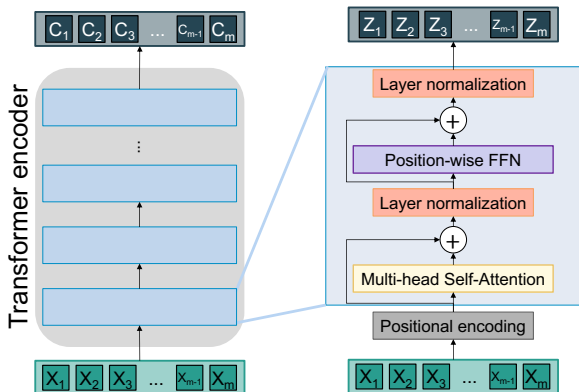 C1 C2 C3 ... Cm-1 Cm
Transformer encoder
...
X1 X2 X3 ... Xm-1 Xm
Z1 Z2 Z3 ... Zm-1 Zm
Layer normalization
+
Position-wise FFN
Layer normalization
+
Multi-head Self-Attention
Positional encoding
X1 X2 X3 ... Xm-1 Xm